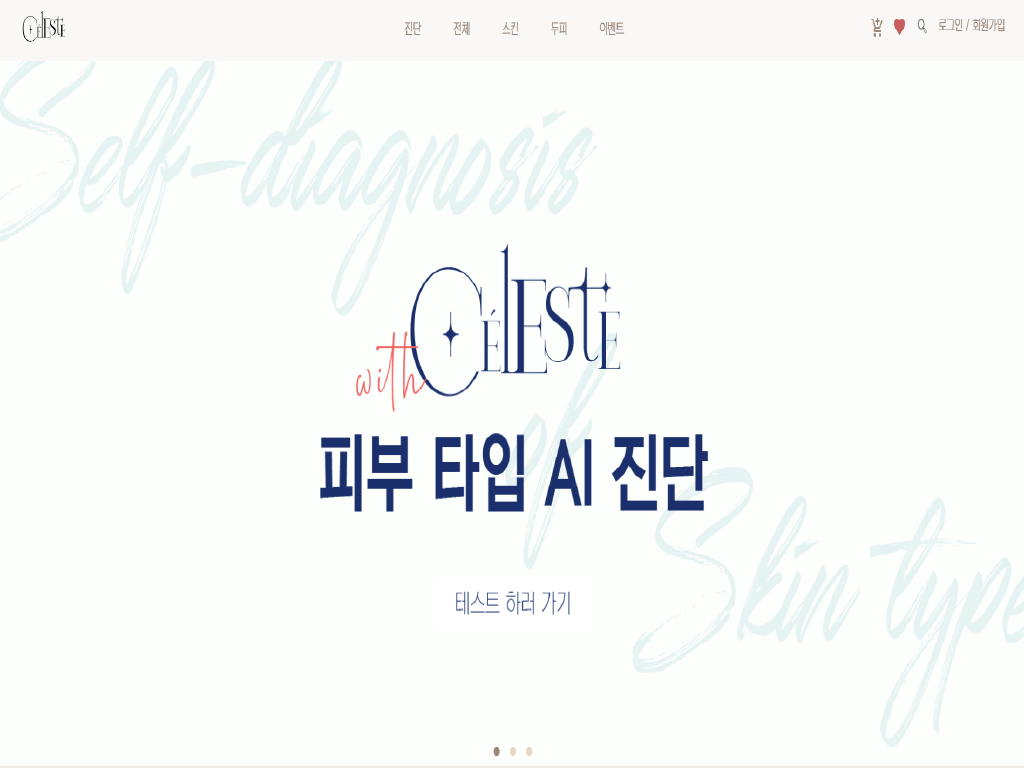 CÉlEStE
진단 전체 스킨 두피 이벤트
로그인 / 회원가입
Self-diagnosis
CÉlEStE
with
of
피부 타입 AI 진단
Skin type
테스트 하러 가기